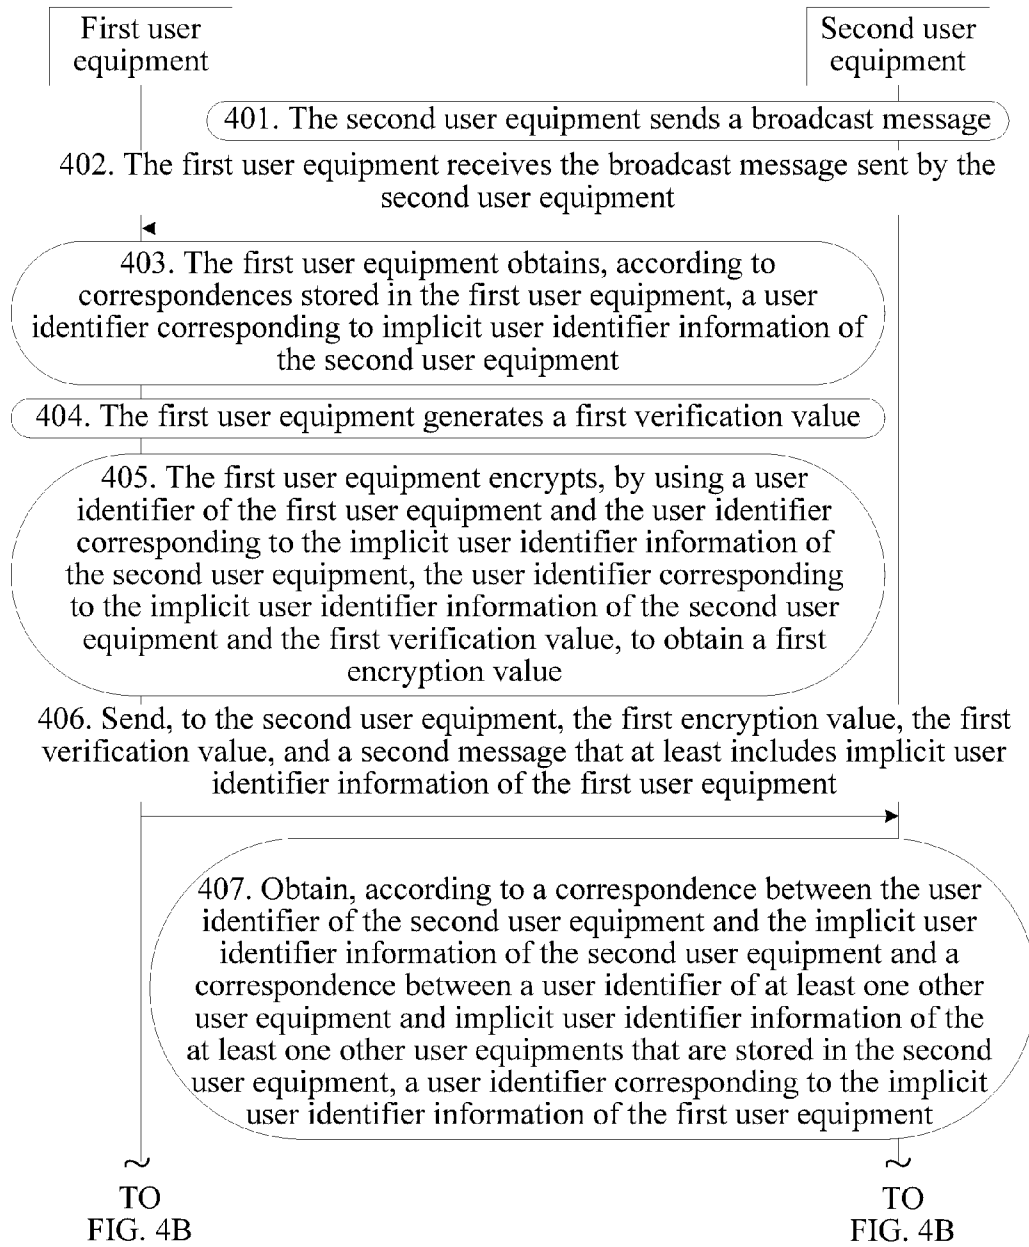 First user
equipment
Second user
equipment
401. The second user equipment sends a broadcast message
402. The first user equipment receives the broadcast message sent by the
second user equipment
403. The first user equipment obtains, according to
correspondences stored in the first user equipment, a user
identifier corresponding to implicit user identifier information of
the second user equipment
404. The first user equipment generates a first verification value
405. The first user equipment encrypts, by using a user
identifier of the first user equipment and the user identifier
corresponding to the implicit user identifier information of
the second user equipment, the user identifier corresponding
to the implicit user identifier information of the second user
equipment and the first verification value, to obtain a first
encryption value
406. Send, to the second user equipment, the first encryption value, the first
verification value, and a second message that at least includes implicit user
identifier information of the first user equipment
407. Obtain, according to a correspondence between the user
identifier of the second user equipment and the implicit user
identifier information of the second user equipment and a
correspondence between a user identifier of at least one other
user equipment and implicit user identifier information of the
at least one other user equipments that are stored in the second
user equipment, a user identifier corresponding to the implicit
user identifier information of the first user equipment
TO
FIG. 4B
TO
FIG. 4B